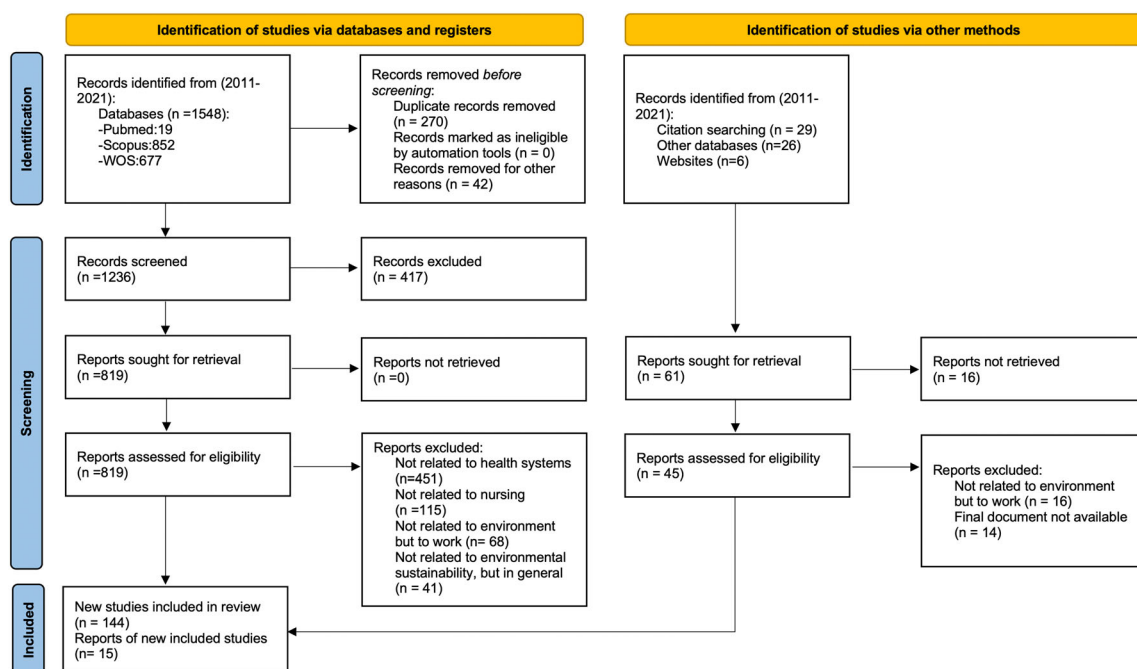 Identification of studies via databases and registers
Identification of studies via other methods
Identification
Records identified from (2011-
2021):
Databases (n =1548):
-Pubmed:19
-Scopus:852
-WOS:677
Records removed before
screening:
Duplicate records removed
(n = 270)
Records marked as ineligible
by automation tools (n = 0)
Records removed for other
reasons (n = 42)
Records identified from (2011-
2021):
Citation searching (n = 29)
Other databases (n=26)
Websites (n=6)
Screening
Records screened
(n =1236)
Records excluded
(n = 417)
Reports sought for retrieval
(n =819)
Reports not retrieved
(n =0)
Reports sought for retrieval
(n = 61)
Reports not retrieved
(n = 16)
Reports assessed for eligibility
(n =819)
Reports excluded:
Not related to health systems
(n=451)
Not related to nursing
(n =115)
Not related to environment
but to work (n= 68)
Not related to environmental
sustainability, but in general
(n = 41)
Reports assessed for eligibility
(n = 45)
Reports excluded:
Not related to environment
but to work (n = 16)
Final document not available
(n = 14)
Included
New studies included in review
(n = 144)
Reports of new included studies
(n= 15)